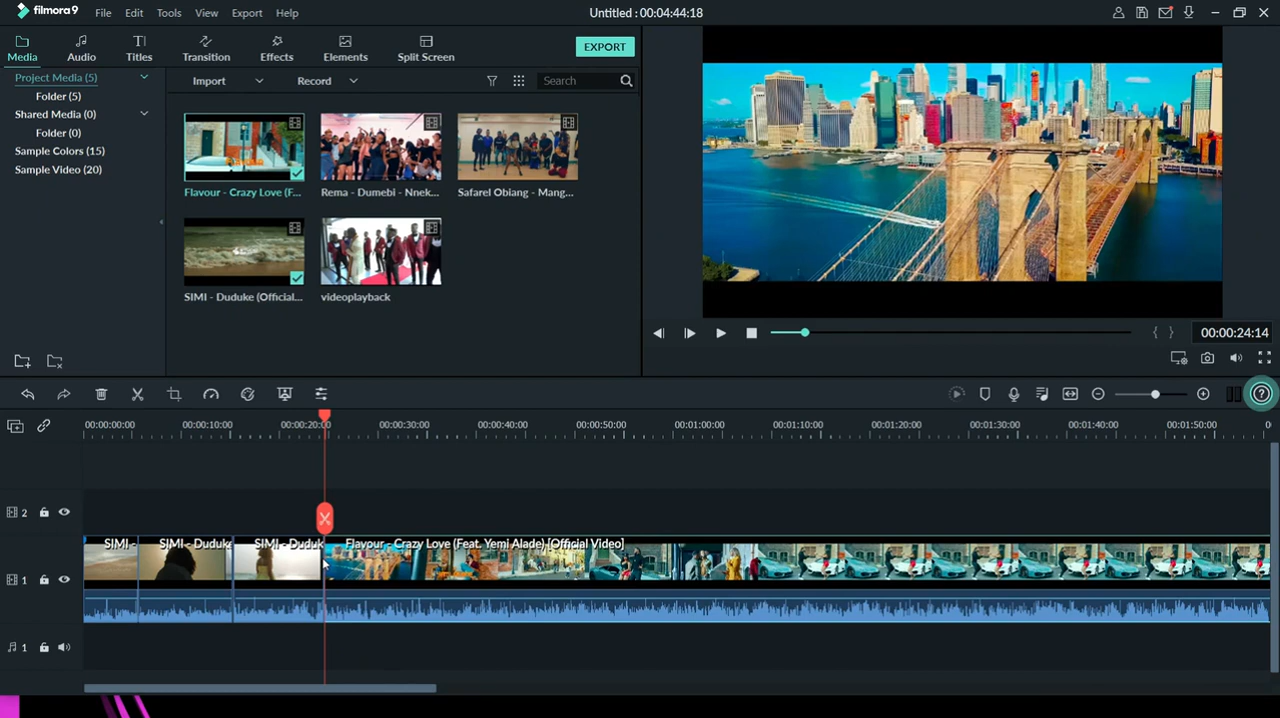 filmora9 File Edit Tools View Export Help Untitled : 00:04:44:18
Media Audio Titles Transition Effects Elements Split Screen EXPORT
Project Media (5) Import Record Search
Folder (5)
Shared Media (0)
Folder (0)
Sample Colors (15)
Sample Video (20)
Flavour - Crazy Love (F... Rema - Dumebi - Nnek... Safarel Obiang - Mang...
SIMI - Duduke (Official... videoplayback
00:00:24:14
00:00:00:00 00:00:10:00 00:00:20:00 00:00:30:00 00:00:40:00 00:00:50:00 00:01:00:00 00:01:10:00 00:01:20:00 00:01:30:00 00:01:40:00 00:01:50:00 0
2
SIMI - SIMI - Duduke SIMI - Duduk Flavour - Crazy Love (Feat. Yemi Alade) [Official Video]
1
1